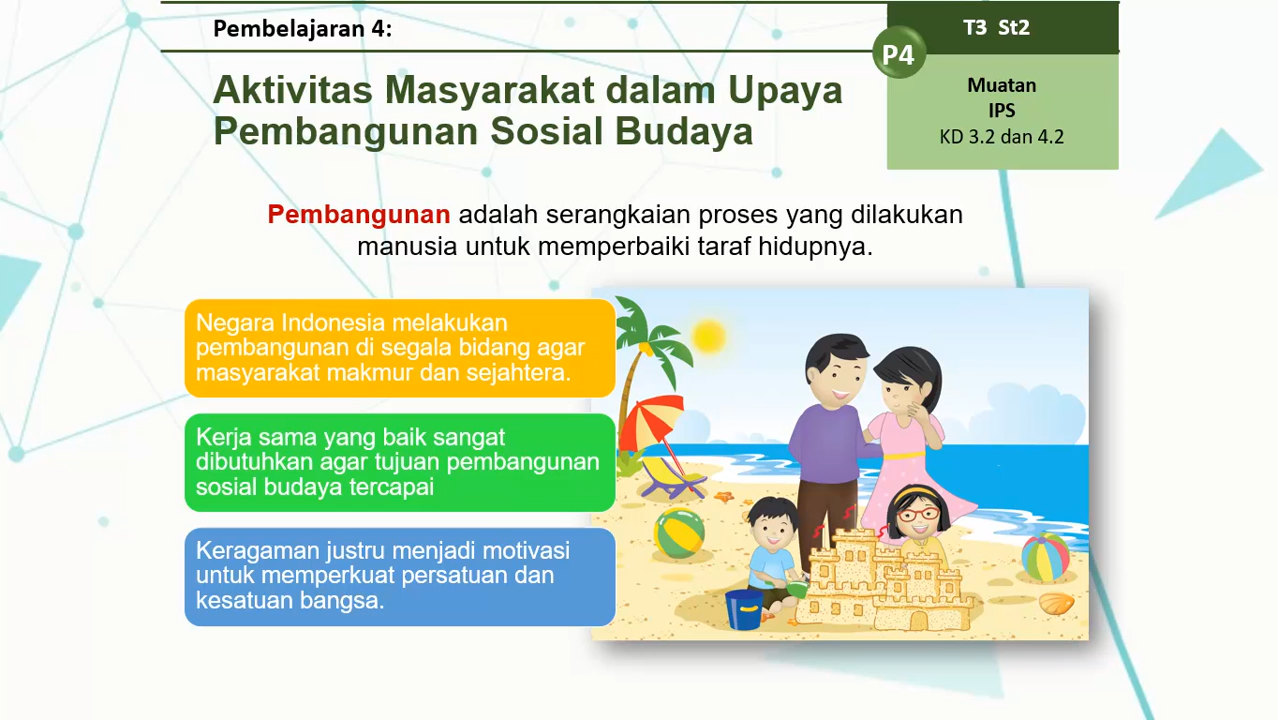 Pembelajaran 4:
T3 St2
P4
Aktivitas Masyarakat dalam Upaya
Pembangunan Sosial Budaya
Muatan
IPS
KD 3.2 dan 4.2
Pembangunan adalah serangkaian proses yang dilakukan
manusia untuk memperbaiki taraf hidupnya.
Negara Indonesia melakukan
pembangunan di segala bidang agar
masyarakat makmur dan sejahtera.
Kerja sama yang baik sangat
dibutuhkan agar tujuan pembangunan
sosial budaya tercapai
Keragaman justru menjadi motivasi
untuk memperkuat persatuan dan
kesatuan bangsa.